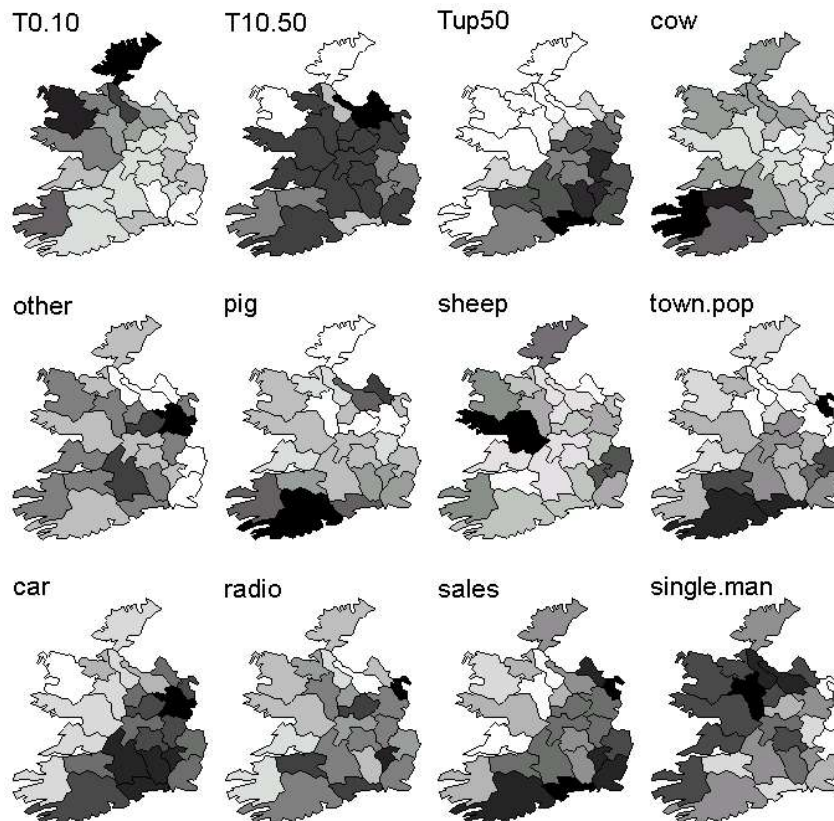 T0.10 T10.50 Tup50 cow
other pig sheep town.pop
car radio sales single.man